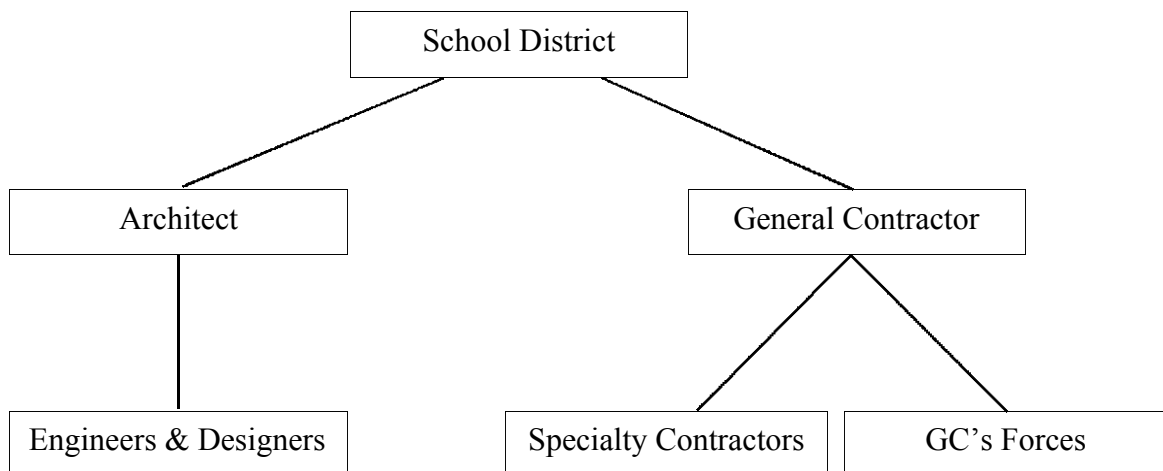 School District
Architect
General Contractor
Engineers & Designers
Specialty Contractors
GC’s Forces